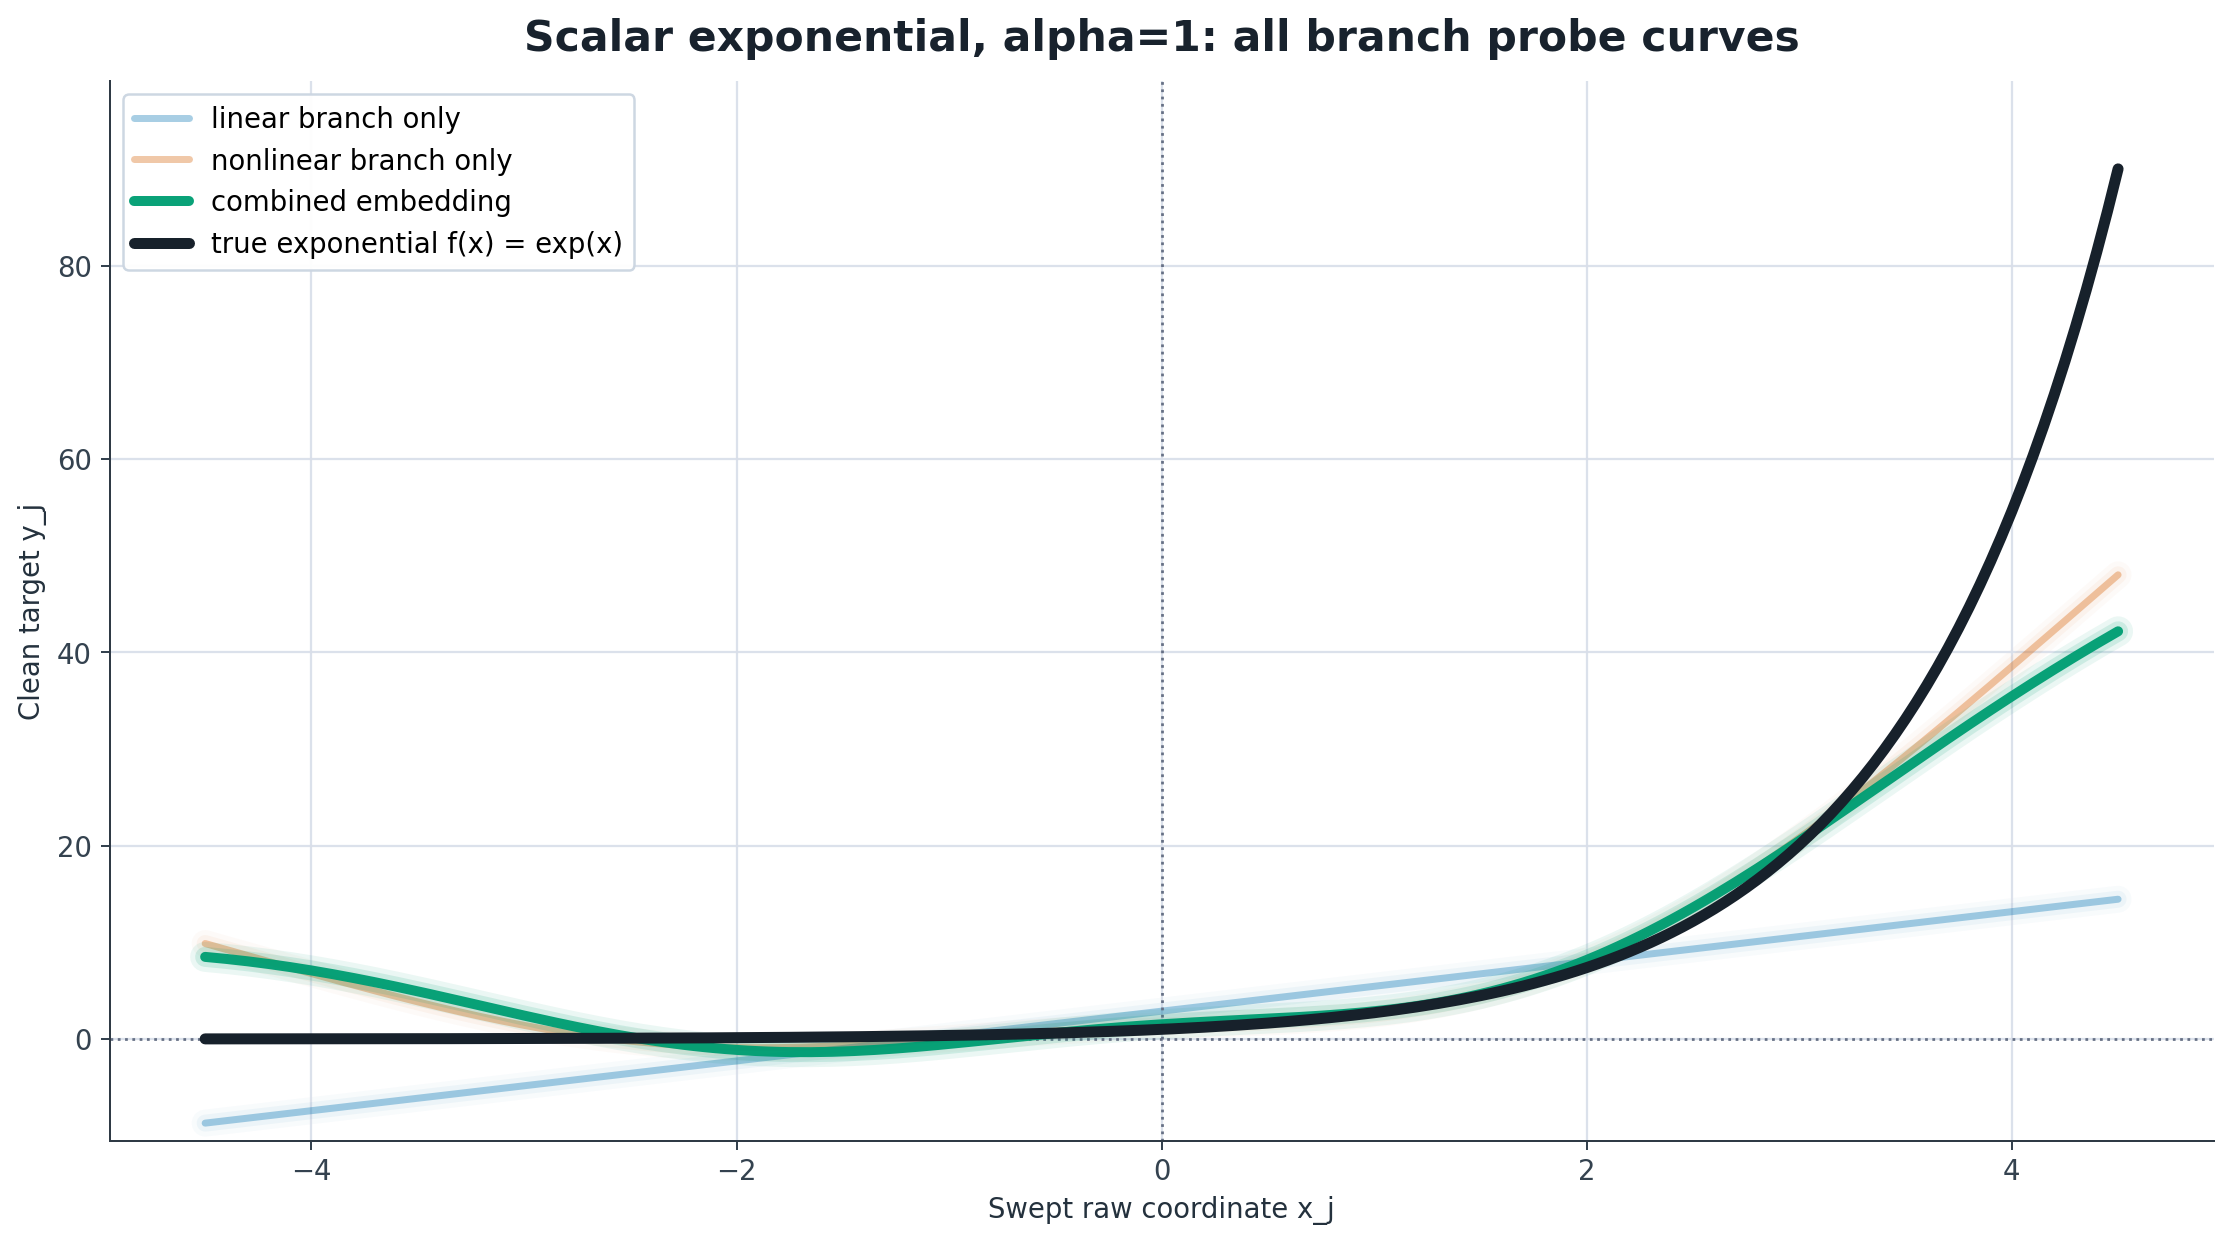 Scalar exponential, alpha=1: all branch probe curves
linear branch only
nonlinear branch only
combined embedding
true exponential f(x) = exp(x)
Clean target y_j
80
60
40
20
0
−4
−2
0
2
4
Swept raw coordinate x_j